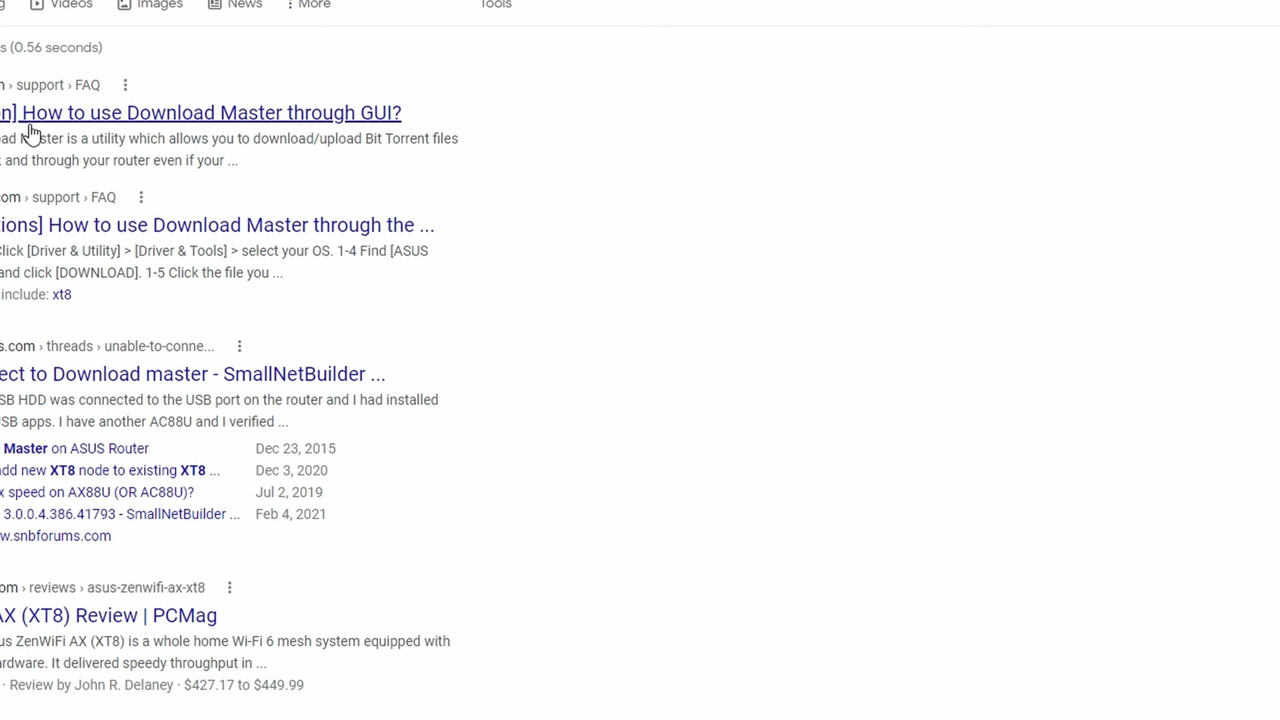 Videos Images News More Tools
s (0.56 seconds)
› support › FAQ
n] How to use Download Master through GUI?
ad Master is a utility which allows you to download/upload Bit Torrent files
and through your router even if your ...
om › support › FAQ
tions] How to use Download Master through the ...
Click [Driver & Utility] > [Driver & Tools] > select your OS. 1-4 Find [ASUS
and click [DOWNLOAD]. 1-5 Click the file you ...
include: xt8
s.com › threads › unable-to-conne...
ect to Download master - SmallNetBuilder ...
SB HDD was connected to the USB port on the router and I had installed
USB apps. I have another AC88U and I verified ...
Master on ASUS Router Dec 23, 2015
add new XT8 node to existing XT8 ... Dec 3, 2020
x speed on AX88U (OR AC88U)? Jul 2, 2019
3.0.0.4.386.41793 - SmallNetBuilder ... Feb 4, 2021
w.snbforums.com
om › reviews › asus-zenwifi-ax-xt8
AX (XT8) Review | PCMag
us ZenWiFi AX (XT8) is a whole home Wi-Fi 6 mesh system equipped with
ardware. It delivered speedy throughput in ...
· Review by John R. Delaney · $427.17 to $449.99